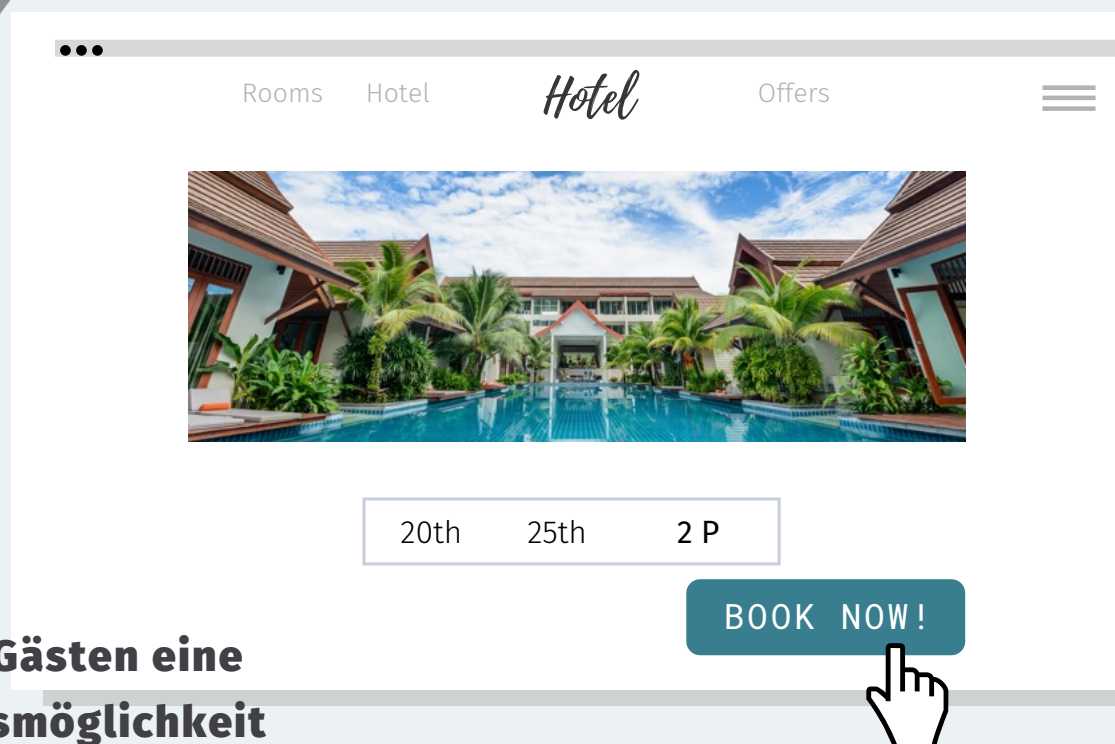 Rooms Hotel Hotel Offers
20th 25th 2 P
BOOK NOW!
Gästen eine
smöglichkeit